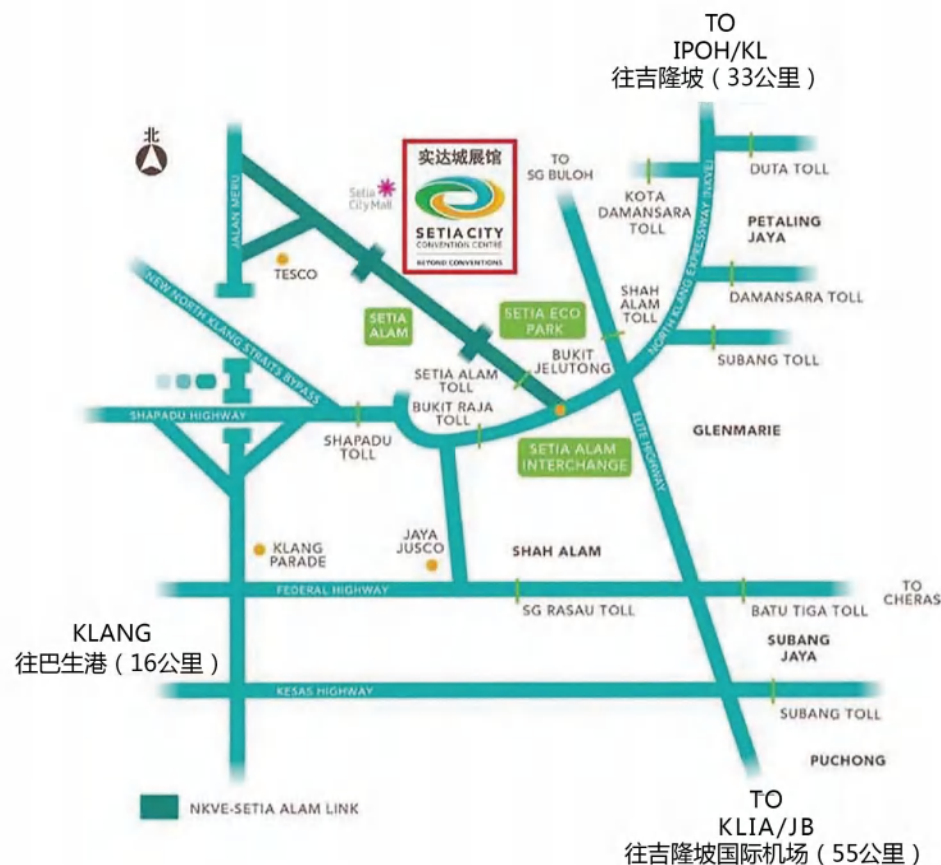 TO
IPOH/KL
往吉隆坡（33公里）
北
实达城展馆
SETIA CITY
CONVENTION CENTRE
BEYOND CONVENTIONS
Setia
City Mall
TO
SG BULOH
DUTA TOLL
KOTA
DAMANSARA
TOLL
PETALING
JAYA
JALAN MERU
TESCO
NEW NORTH KLANG STRAITS BYPASS
NORTH KLANG EXPRESSWAY (NKVE)
SHAH
ALAM
TOLL
DAMANSARA TOLL
SETIA
ALAM
SETIA ECO
PARK
SUBANG TOLL
BUKIT
JELUTONG
SETIA ALAM
TOLL
BUKIT RAJA
TOLL
SHAPADU HIGHWAY
SHAPADU
TOLL
SETIA ALAM
INTERCHANGE
ELITE HIGHWAY
GLENMARIE
KLANG
PARADE
JAYA
JUSCO
SHAH ALAM
FEDERAL HIGHWAY
TO
CHERAS
SG RASAU TOLL
BATU TIGA TOLL
KLANG
往巴生港（16公里）
SUBANG
JAYA
KESAS HIGHWAY
SUBANG TOLL
PUCHONG
NKVE-SETIA ALAM LINK
TO
KLIA/JB
往吉隆坡国际机场（55公里）